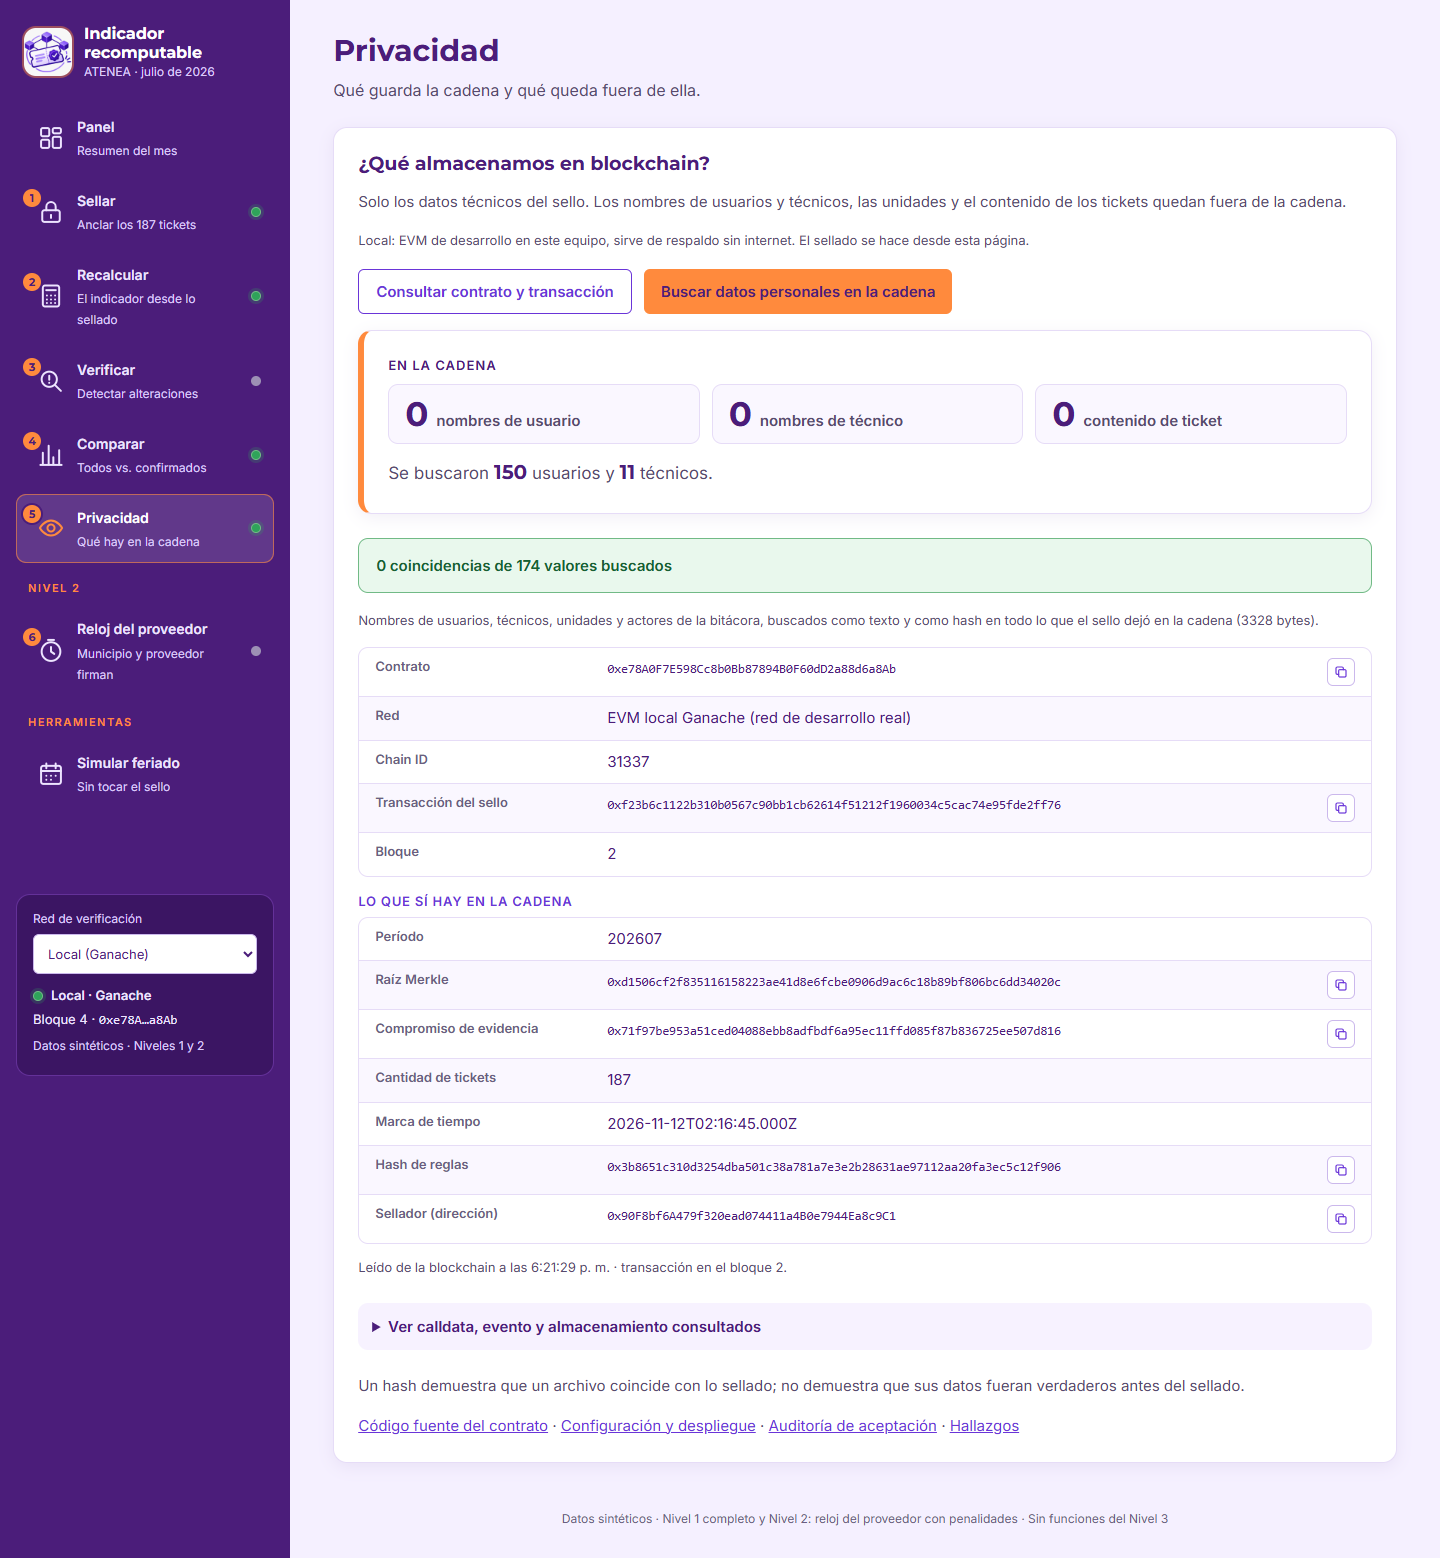 Indicador
recomputable
ATENEA · julio de 2026
Panel
Resumen del mes
1
Sellar
Anclar los 187 tickets
2
Recalcular
El indicador desde lo
sellado
3
Verificar
Detectar alteraciones
4
Comparar
Todos vs. confirmados
5
Privacidad
Qué hay en la cadena
NIVEL 2
6
Reloj del proveedor
Municipio y proveedor
firman
HERRAMIENTAS
Simular feriado
Sin tocar el sello
Red de verificación
Local (Ganache)
Local · Ganache
Bloque 4 · 0xe78A…a8Ab
Datos sintéticos · Niveles 1 y 2
Privacidad
Qué guarda la cadena y qué queda fuera de ella.
¿Qué almacenamos en blockchain?
Solo los datos técnicos del sello. Los nombres de usuarios y técnicos, las unidades y el contenido de los tickets quedan fuera de la cadena.
Local: EVM de desarrollo en este equipo, sirve de respaldo sin internet. El sellado se hace desde esta página.
Consultar contrato y transacción
Buscar datos personales en la cadena
EN LA CADENA
0 nombres de usuario
0 nombres de técnico
0 contenido de ticket
Se buscaron 150 usuarios y 11 técnicos.
0 coincidencias de 174 valores buscados
Nombres de usuarios, técnicos, unidades y actores de la bitácora, buscados como texto y como hash en todo lo que el sello dejó en la cadena (3328 bytes).
Contrato 0xe78A0F7E598Cc8b0Bb87894B0F60dD2a88d6a8Ab
Red EVM local Ganache (red de desarrollo real)
Chain ID 31337
Transacción del sello 0xf23b6c1122b310b0567c90bb1cb62614f51212f1960034c5cac74e95fde2ff76
Bloque 2
LO QUE SÍ HAY EN LA CADENA
Período 202607
Raíz Merkle 0xd1506cf2f835116158223ae41d8e6fcbe0906d9ac6c18b89bf806bc6dd34020c
Compromiso de evidencia 0x71f97be953a51ced04088ebb8adfbdf6a95ec11ffd085f87b836725ee507d816
Cantidad de tickets 187
Marca de tiempo 2026-11-12T02:16:45.000Z
Hash de reglas 0x3b8651c310d3254dba501c38a781a7e3e2b28631ae97112aa20fa3ec5c12f906
Sellador (dirección) 0x90F8bf6A479f320ead074411a4B0e7944Ea8c9C1
Leído de la blockchain a las 6:21:29 p. m. · transacción en el bloque 2.
Ver calldata, evento y almacenamiento consultados
Un hash demuestra que un archivo coincide con lo sellado; no demuestra que sus datos fueran verdaderos antes del sellado.
Código fuente del contrato · Configuración y despliegue · Auditoría de aceptación · Hallazgos
Datos sintéticos · Nivel 1 completo y Nivel 2: reloj del proveedor con penalidades · Sin funciones del Nivel 3